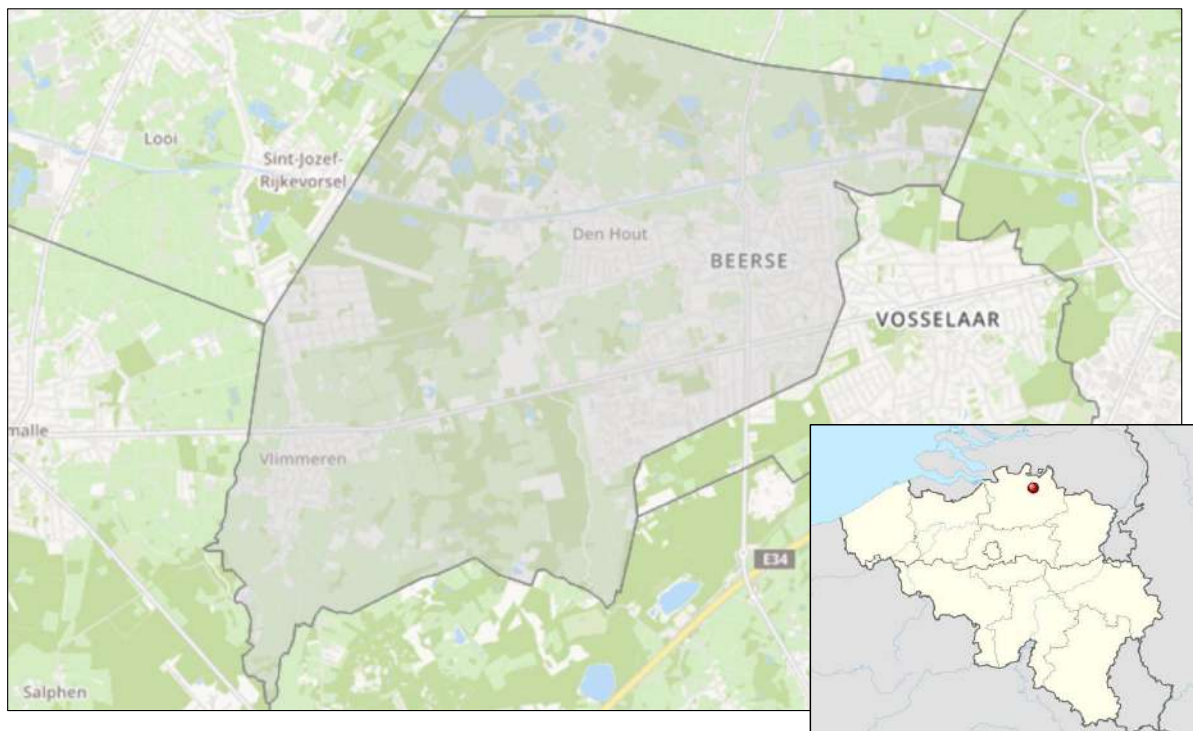 Looi
Sint-Jozef-
Rijkevorsel
Den Hout
BEERSE
VOSSELAAR
malle
Vlimmeren
E34
Salphen